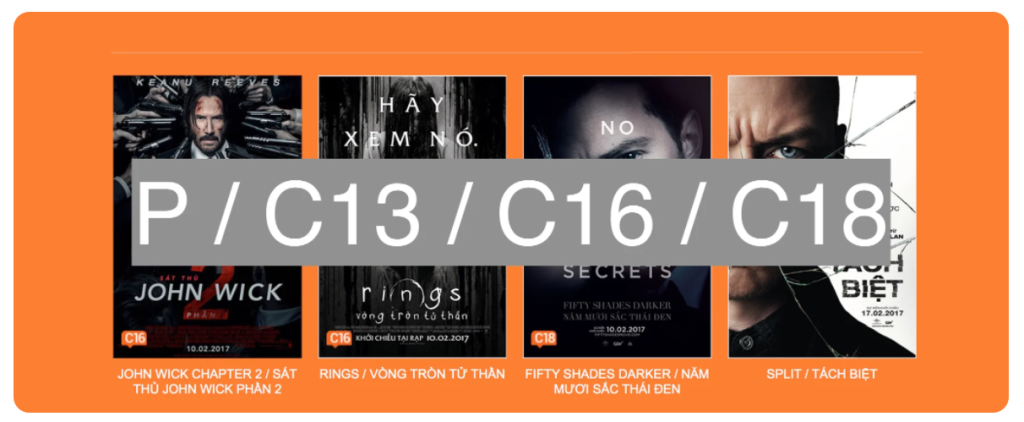 KEANU REEVES
HÃY
XEM NÓ.
NO
P / C13 / C16 / C18
SECRETS
TÁCH
BIỆT
17.02.2017
SÁT THỦ
JOHN WICK
2
PHẦN
rings
vòng tròn tử thần
FIFTY SHADES DARKER
NĂM MƯƠI SẮC THÁI ĐEN
C16
10.02.2017
C16
KHỞI CHIẾU TẠI RẠP 10.02.2017
C18
10.02.2017
JOHN WICK CHAPTER 2 / SÁT
THỦ JOHN WICK PHẦN 2
RINGS / VÒNG TRÒN TỬ THẦN
FIFTY SHADES DARKER / NĂM
MƯƠI SẮC THÁI ĐEN
SPLIT / TÁCH BIỆT